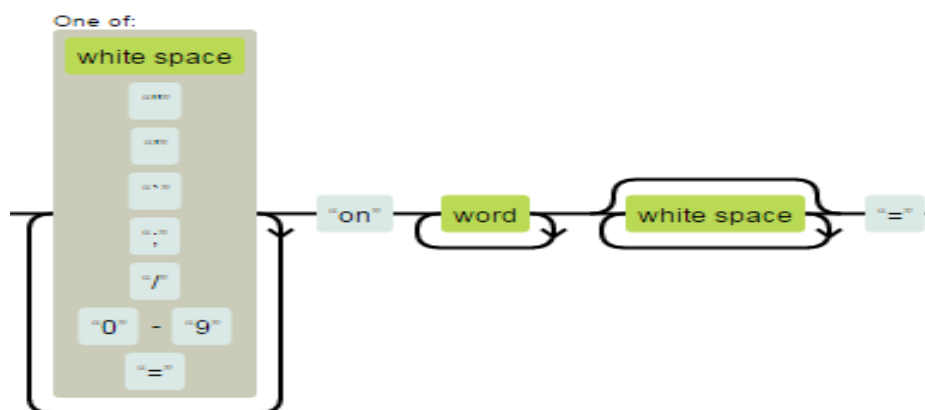 One of:
white space
“"”
“'”
“`”
“;”
“/”
“0” - “9”
“=”
“on”
word
white space
“=”